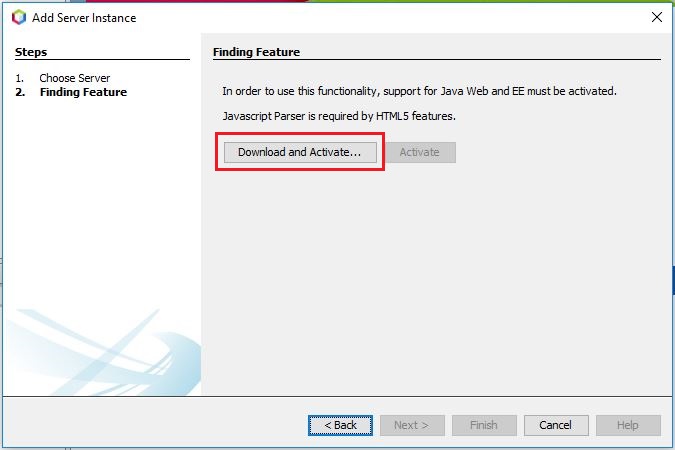 Add Server Instance
Steps
1. Choose Server
2. Finding Feature
Finding Feature
In order to use this functionality, support for Java Web and EE must be activated.
Javascript Parser is required by HTML5 features.
Download and Activate... Activate
< Back Next > Finish Cancel Help